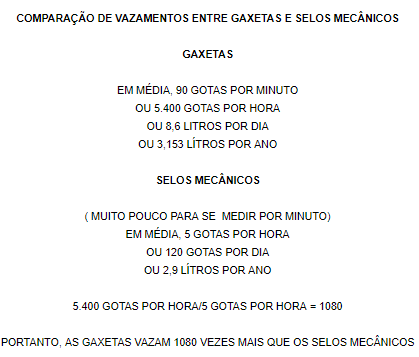 COMPARAÇÃO DE VAZAMENTOS ENTRE GAXETAS E SELOS MECÂNICOS
GAXETAS
EM MÉDIA, 90 GOTAS POR MINUTO
OU 5.400 GOTAS POR HORA
OU 8,6 LITROS POR DIA
OU 3,153 LÍTROS POR ANO
SELOS MECÂNICOS
( MUITO POUCO PARA SE MEDIR POR MINUTO)
EM MÉDIA, 5 GOTAS POR HORA
OU 120 GOTAS POR DIA
OU 2,9 LÍTROS POR ANO
5.400 GOTAS POR HORA/5 GOTAS POR HORA = 1080
PORTANTO, AS GAXETAS VAZAM 1080 VEZES MAIS QUE OS SELOS MECÂNICOS